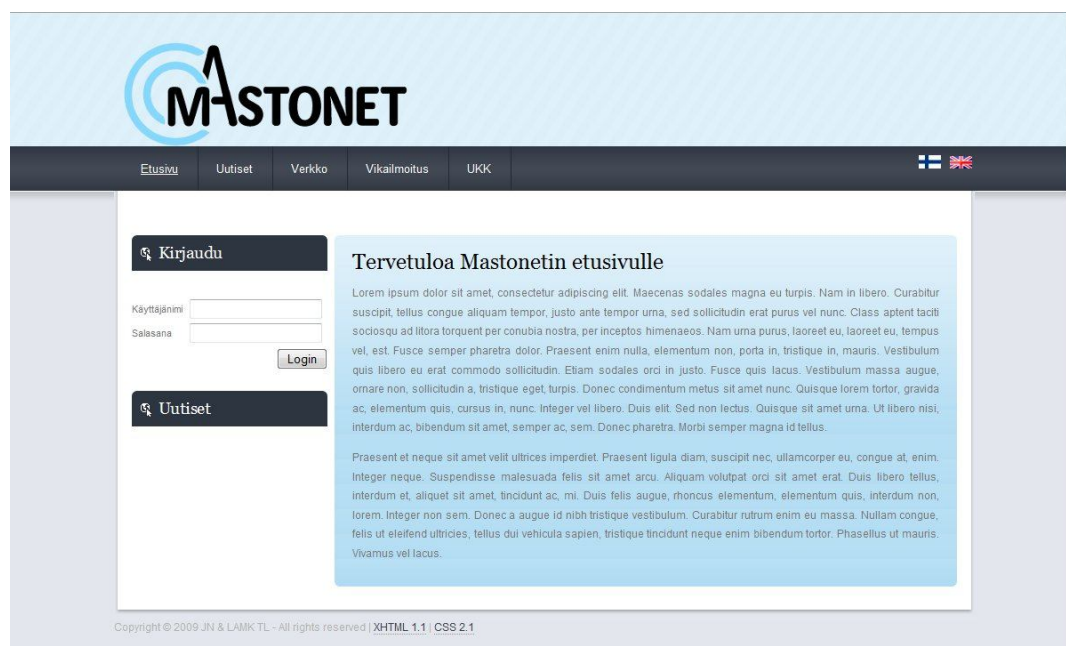 MASTONET
Etusivu Uutiset Verkko Vikailmoitus UKK
Kirjaudu
Käyttäjänimi
Salasana
Login
Uutiset
Tervetuloa Mastonetin etusivulle
Lorem ipsum dolor sit amet, consectetur adipiscing elit. Maecenas sodales magna eu turpis. Nam in libero. Curabitur
suscipit, tellus congue aliquam tempor, justo ante tempor urna, sed sollicitudin erat purus vel nunc. Class aptent taciti
sociosqu ad litora torquent per conubia nostra, per inceptos himenaeos. Nam urna purus, laoreet eu, laoreet eu, tempus
vel, est. Fusce semper pharetra dolor. Praesent enim nulla, elementum non, porta in, tristique in, mauris. Vestibulum
quis libero eu erat commodo sollicitudin. Etiam sodales orci in justo. Fusce quis lacus. Vestibulum massa augue,
ornare non, sollicitudin a, tristique eget, turpis. Donec condimentum metus sit amet nunc. Quisque lorem tortor, gravida
ac, elementum quis, cursus in, nunc. Integer vel libero. Duis elit. Sed non lectus. Quisque sit amet urna. Ut libero nisi,
interdum ac, bibendum sit amet, semper ac, sem. Donec pharetra. Morbi semper magna id tellus.
Praesent et neque sit amet velit ultrices imperdiet. Praesent ligula diam, suscipit nec, ullamcorper eu, congue at, enim.
Integer neque. Suspendisse malesuada felis sit amet arcu. Aliquam volutpat orci sit amet erat. Duis libero tellus,
interdum et, aliquet sit amet, tincidunt ac, mi. Duis felis augue, rhoncus elementum, elementum quis, interdum non,
lorem. Integer non sem. Donec a augue id nibh tristique vestibulum. Curabitur rutrum enim eu massa. Nullam congue,
felis ut eleifend ultricies, tellus dui vehicula sapien, tristique tincidunt neque enim bibendum tortor. Phasellus ut mauris.
Vivamus vel lacus.
Copyright © 2009 JN & LAMK TL - All rights reserved | XHTML 1.1 | CSS 2.1